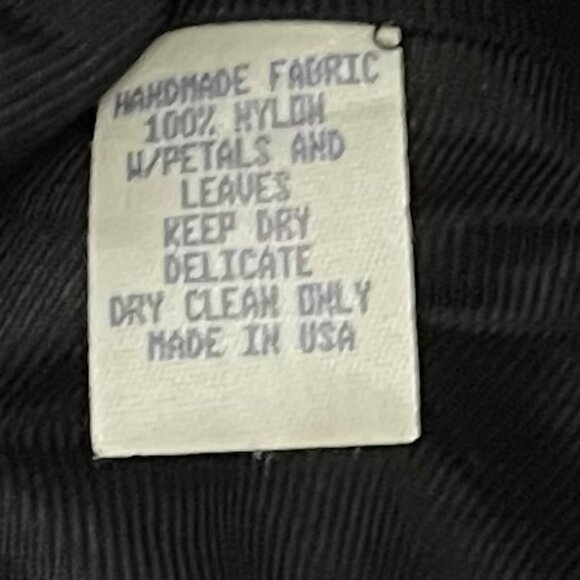 HANDMADE FABRIC
100% NYLON
W/PETALS AND
LEAVES
KEEP DRY
DELICATE
DRY CLEAN ONLY
MADE IN USA